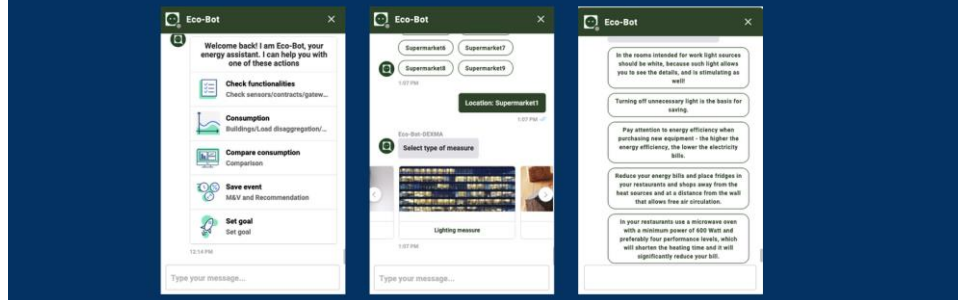 Eco-Bot
Welcome back! I am Eco-Bot, your
energy assistant. I can help you with
one of these actions
Check functionalities
Check sensors/contracts/gatew...
Consumption
Buildings/Load disaggregation/...
Compare consumption
Comparison
Save event
M&V and Recommendation
Set goal
Set goal
12:14 PM
Type your message...
Eco-Bot
Supermarket6 Supermarket7
Supermarket8 Supermarket9
1:07 PM
Location: Supermarket1
1:07 PM
Eco-Bot-DEXMA
Select type of measure
Lighting measure
1:07 PM
Type your message...
Eco-Bot
In the rooms intended for work light sources
should be white, because such light allows
you to see the details, and is stimulating as
well!
Turning off unnecessary light is the basis for
saving.
Pay attention to energy efficiency when
purchasing new equipment - the higher the
energy efficiency, the lower the electricity
bills.
Reduce your energy bills and place fridges in
your restaurants and shops away from the
heat sources and at a distance from the wall
that allows free air circulation.
In your restaurants use a microwave oven
with a minimum power of 600 Watt and
preferably four performance levels, which
will shorten the heating time and it will
significantly reduce your bill.